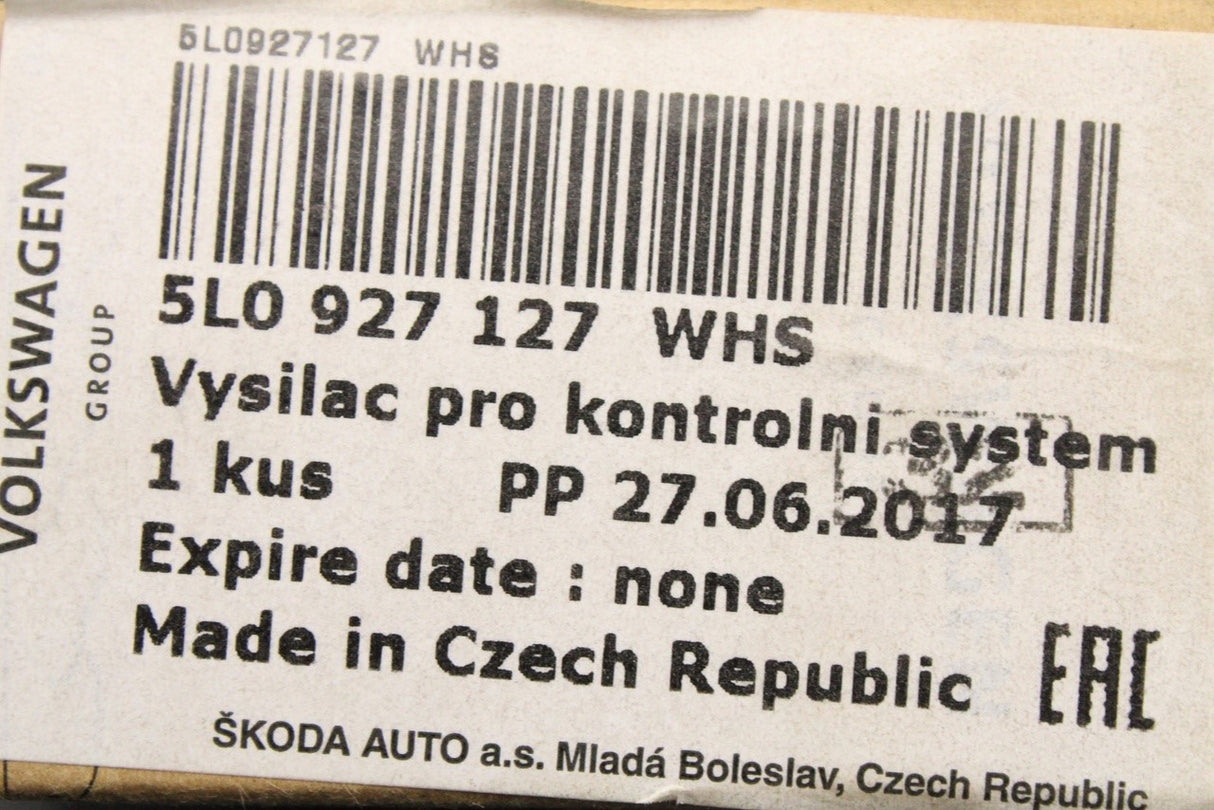 5L0927127 WHS
VOLKSWAGEN
GROUP
5L0 927 127 WHS
Vysilac pro kontrolni system
1 kus PP 27.06.2017
Expire date : none
Made in Czech Republic
EAC
ŠKODA AUTO a.s. Mladá Boleslav, Czech Republic